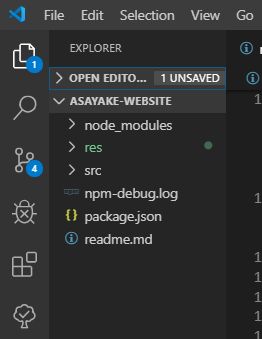 File Edit Selection View Go
EXPLORER
OPEN EDITO... 1 UNSAVED
1
ASAYAKE-WEBSITE
node_modules
res
src
4
npm-debug.log
package.json
readme.md